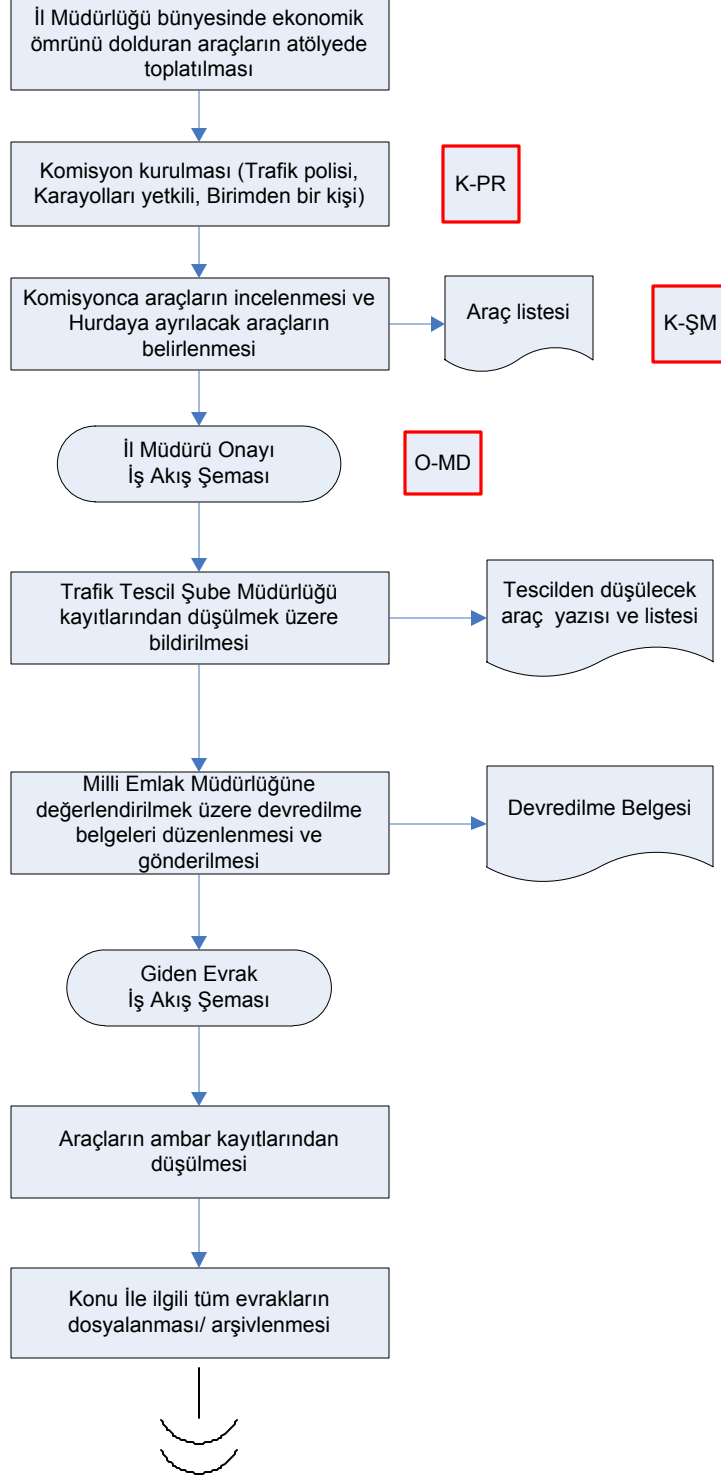 İl Müdürlüğü bünyesinde ekonomik
ömrünü dolduran araçların atölyede
toplatılması
Komisyon kurulması (Trafik polisi,
Karayolları yetkili, Birimden bir kişi)
K-PR
Komisyonca araçların incelenmesi ve
Hurdaya ayrılacak araçların
belirlenmesi
Araç listesi
K-ŞM
İl Müdürü Onayı
İş Akış Şeması
O-MD
Trafik Tescil Şube Müdürlüğü
kayıtlarından düşülmek üzere
bildirilmesi
Tescilden düşülecek
araç yazısı ve listesi
Milli Emlak Müdürlüğüne
değerlendirilmek üzere devredilme
belgeleri düzenlenmesi ve
gönderilmesi
Devredilme Belgesi
Giden Evrak
İş Akış Şeması
Araçların ambar kayıtlarından
düşülmesi
Konu İle ilgili tüm evrakların
dosyalanması/ arşivlenmesi